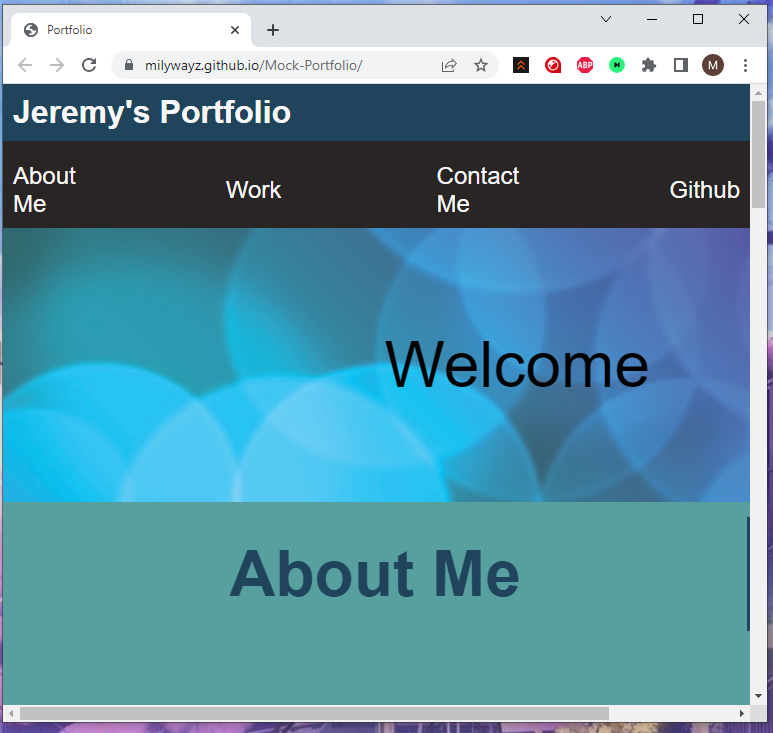 Portfolio
milywayz.github.io/Mock-Portfolio/
ABP
M
Jeremy's Portfolio
About
Me
Work
Contact
Me
Github
Welcome
About Me